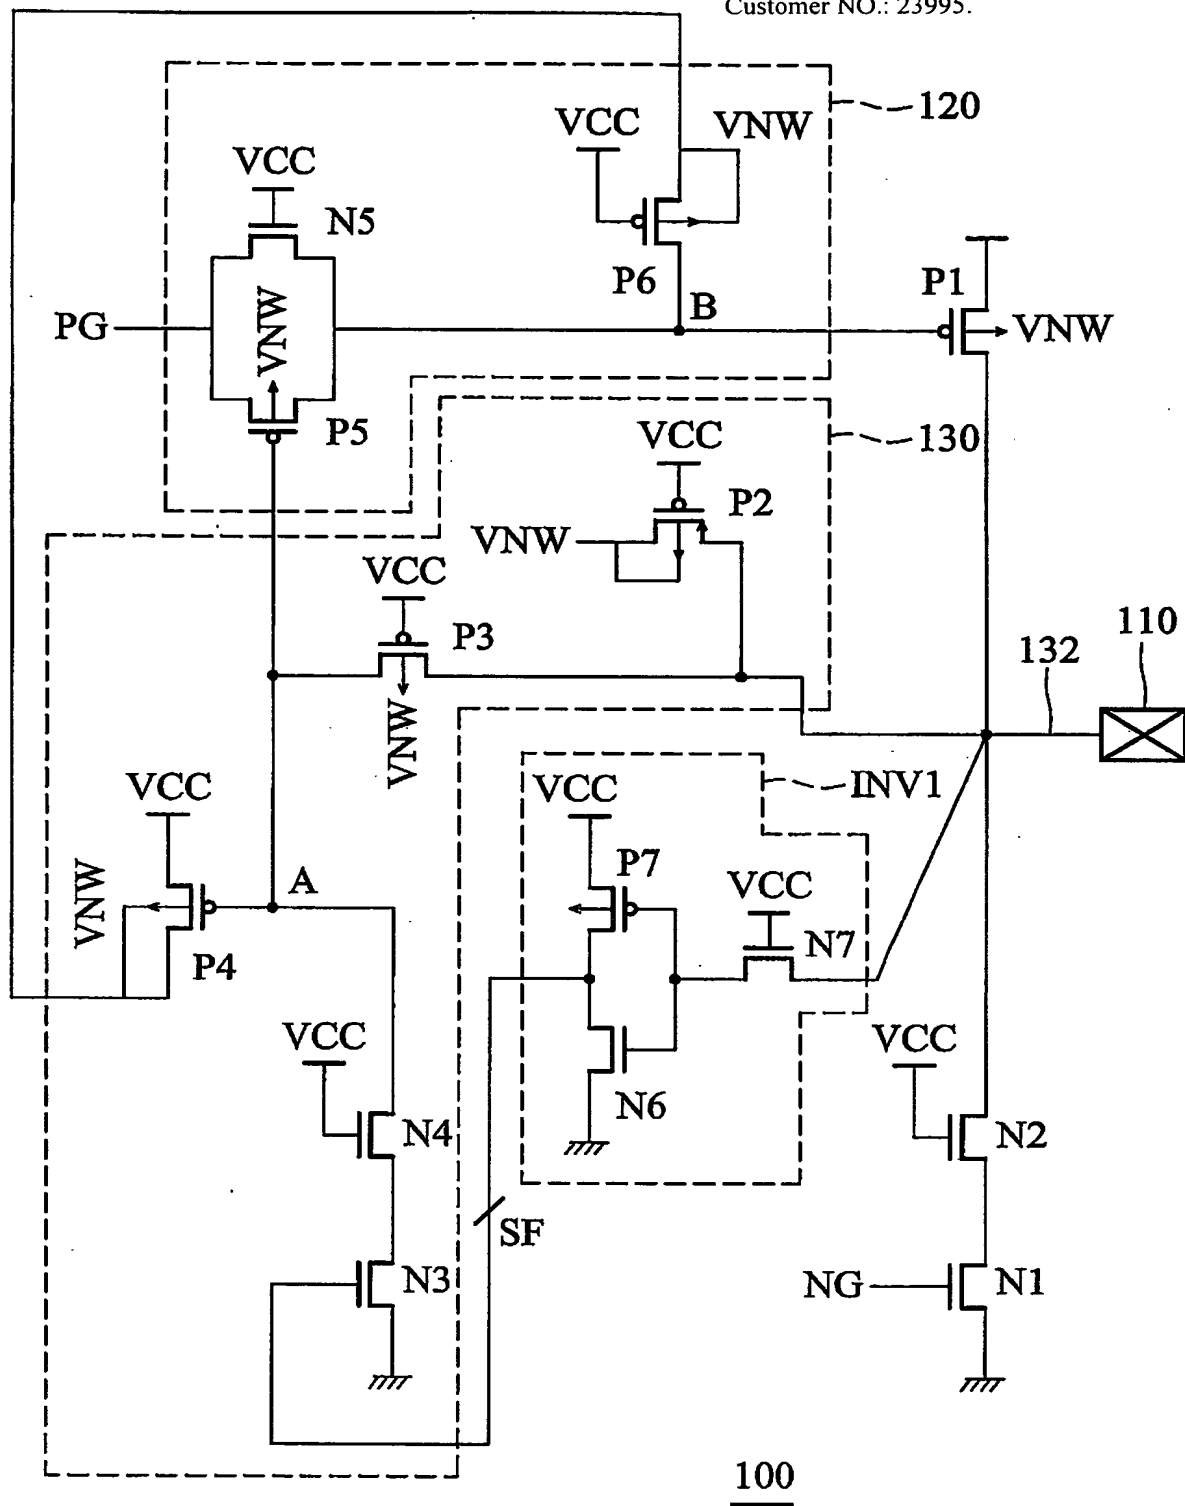 Customer NO.: 23995.
120
VCC
VNW
VCC
N5
P6
B
P1
PG
VNW
VNW
P5
130
VCC
P2
VNW
VCC
P3
110
132
VNW
VCC
INV1
VCC
P7
VNW
A
VCC
N7
P4
VCC
VCC
N6
N4
N2
SF
N3
NG
N1
100